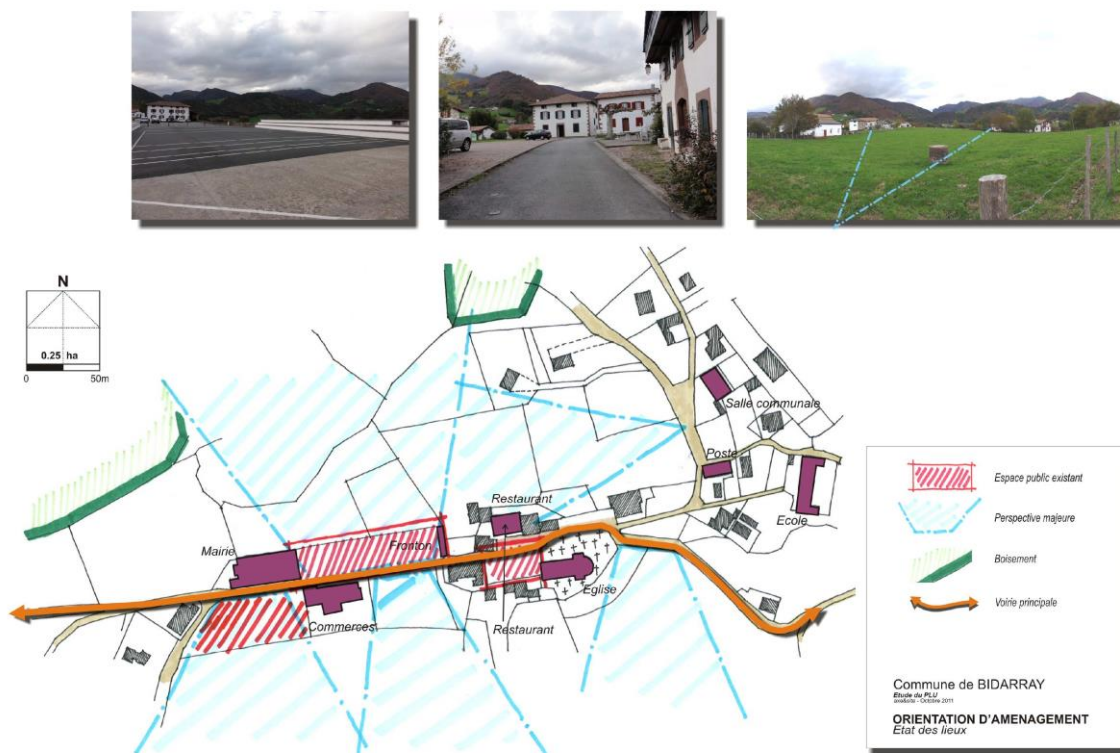 N
0.25 ha
0 50m
Salle communale
Poste
Restaurant
Ecole
Mairie
Fronton
Eglise
Commerces
Restaurant
Espace public existant
Perspective majeure
Boisement
Voirie principale
Commune de BIDARRAY
Etude du PLU
ORIENTATION D'AMENAGEMENT
Etat des lieux